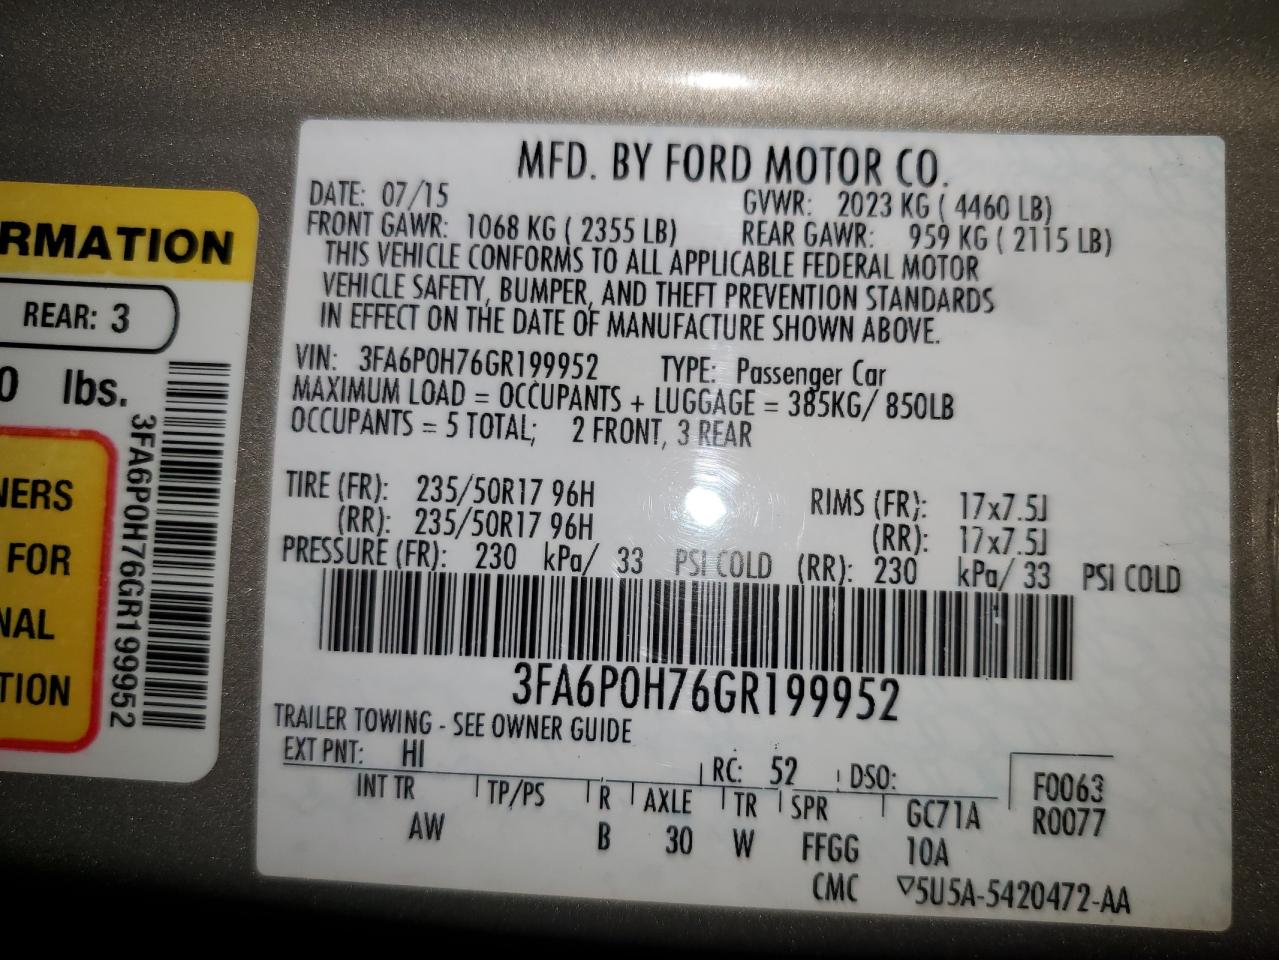 RMATION
REAR: 3
0 lbs.
NERS
FOR
NAL
TION
3FA6P0H76GR199952
MFD. BY FORD MOTOR CO.
DATE: 07/15 GVWR: 2023 KG ( 4460 LB)
FRONT GAWR: 1068 KG ( 2355 LB) REAR GAWR: 959 KG ( 2115 LB)
THIS VEHICLE CONFORMS TO ALL APPLICABLE FEDERAL MOTOR
VEHICLE SAFETY, BUMPER, AND THEFT PREVENTION STANDARDS
IN EFFECT ON THE DATE OF MANUFACTURE SHOWN ABOVE.
VIN: 3FA6P0H76GR199952 TYPE: Passenger Car
MAXIMUM LOAD = OCCUPANTS + LUGGAGE = 385KG/ 850LB
OCCUPANTS = 5 TOTAL; 2 FRONT, 3 REAR
TIRE (FR): 235/50R17 96H RIMS (FR): 17x7.5J
(RR): 235/50R17 96H (RR): 17x7.5J
PRESSURE (FR): 230 kPa/ 33 PSI COLD (RR): 230 kPa/ 33 PSI COLD
3FA6P0H76GR199952
TRAILER TOWING - SEE OWNER GUIDE
EXT PNT: HI RC: 52 DSO: F0063
INT TR TP/PS R AXLE TR SPR GC71A R0077
AW B 30 W FFGG 10A
CMC ▽5U5A-5420472-AA